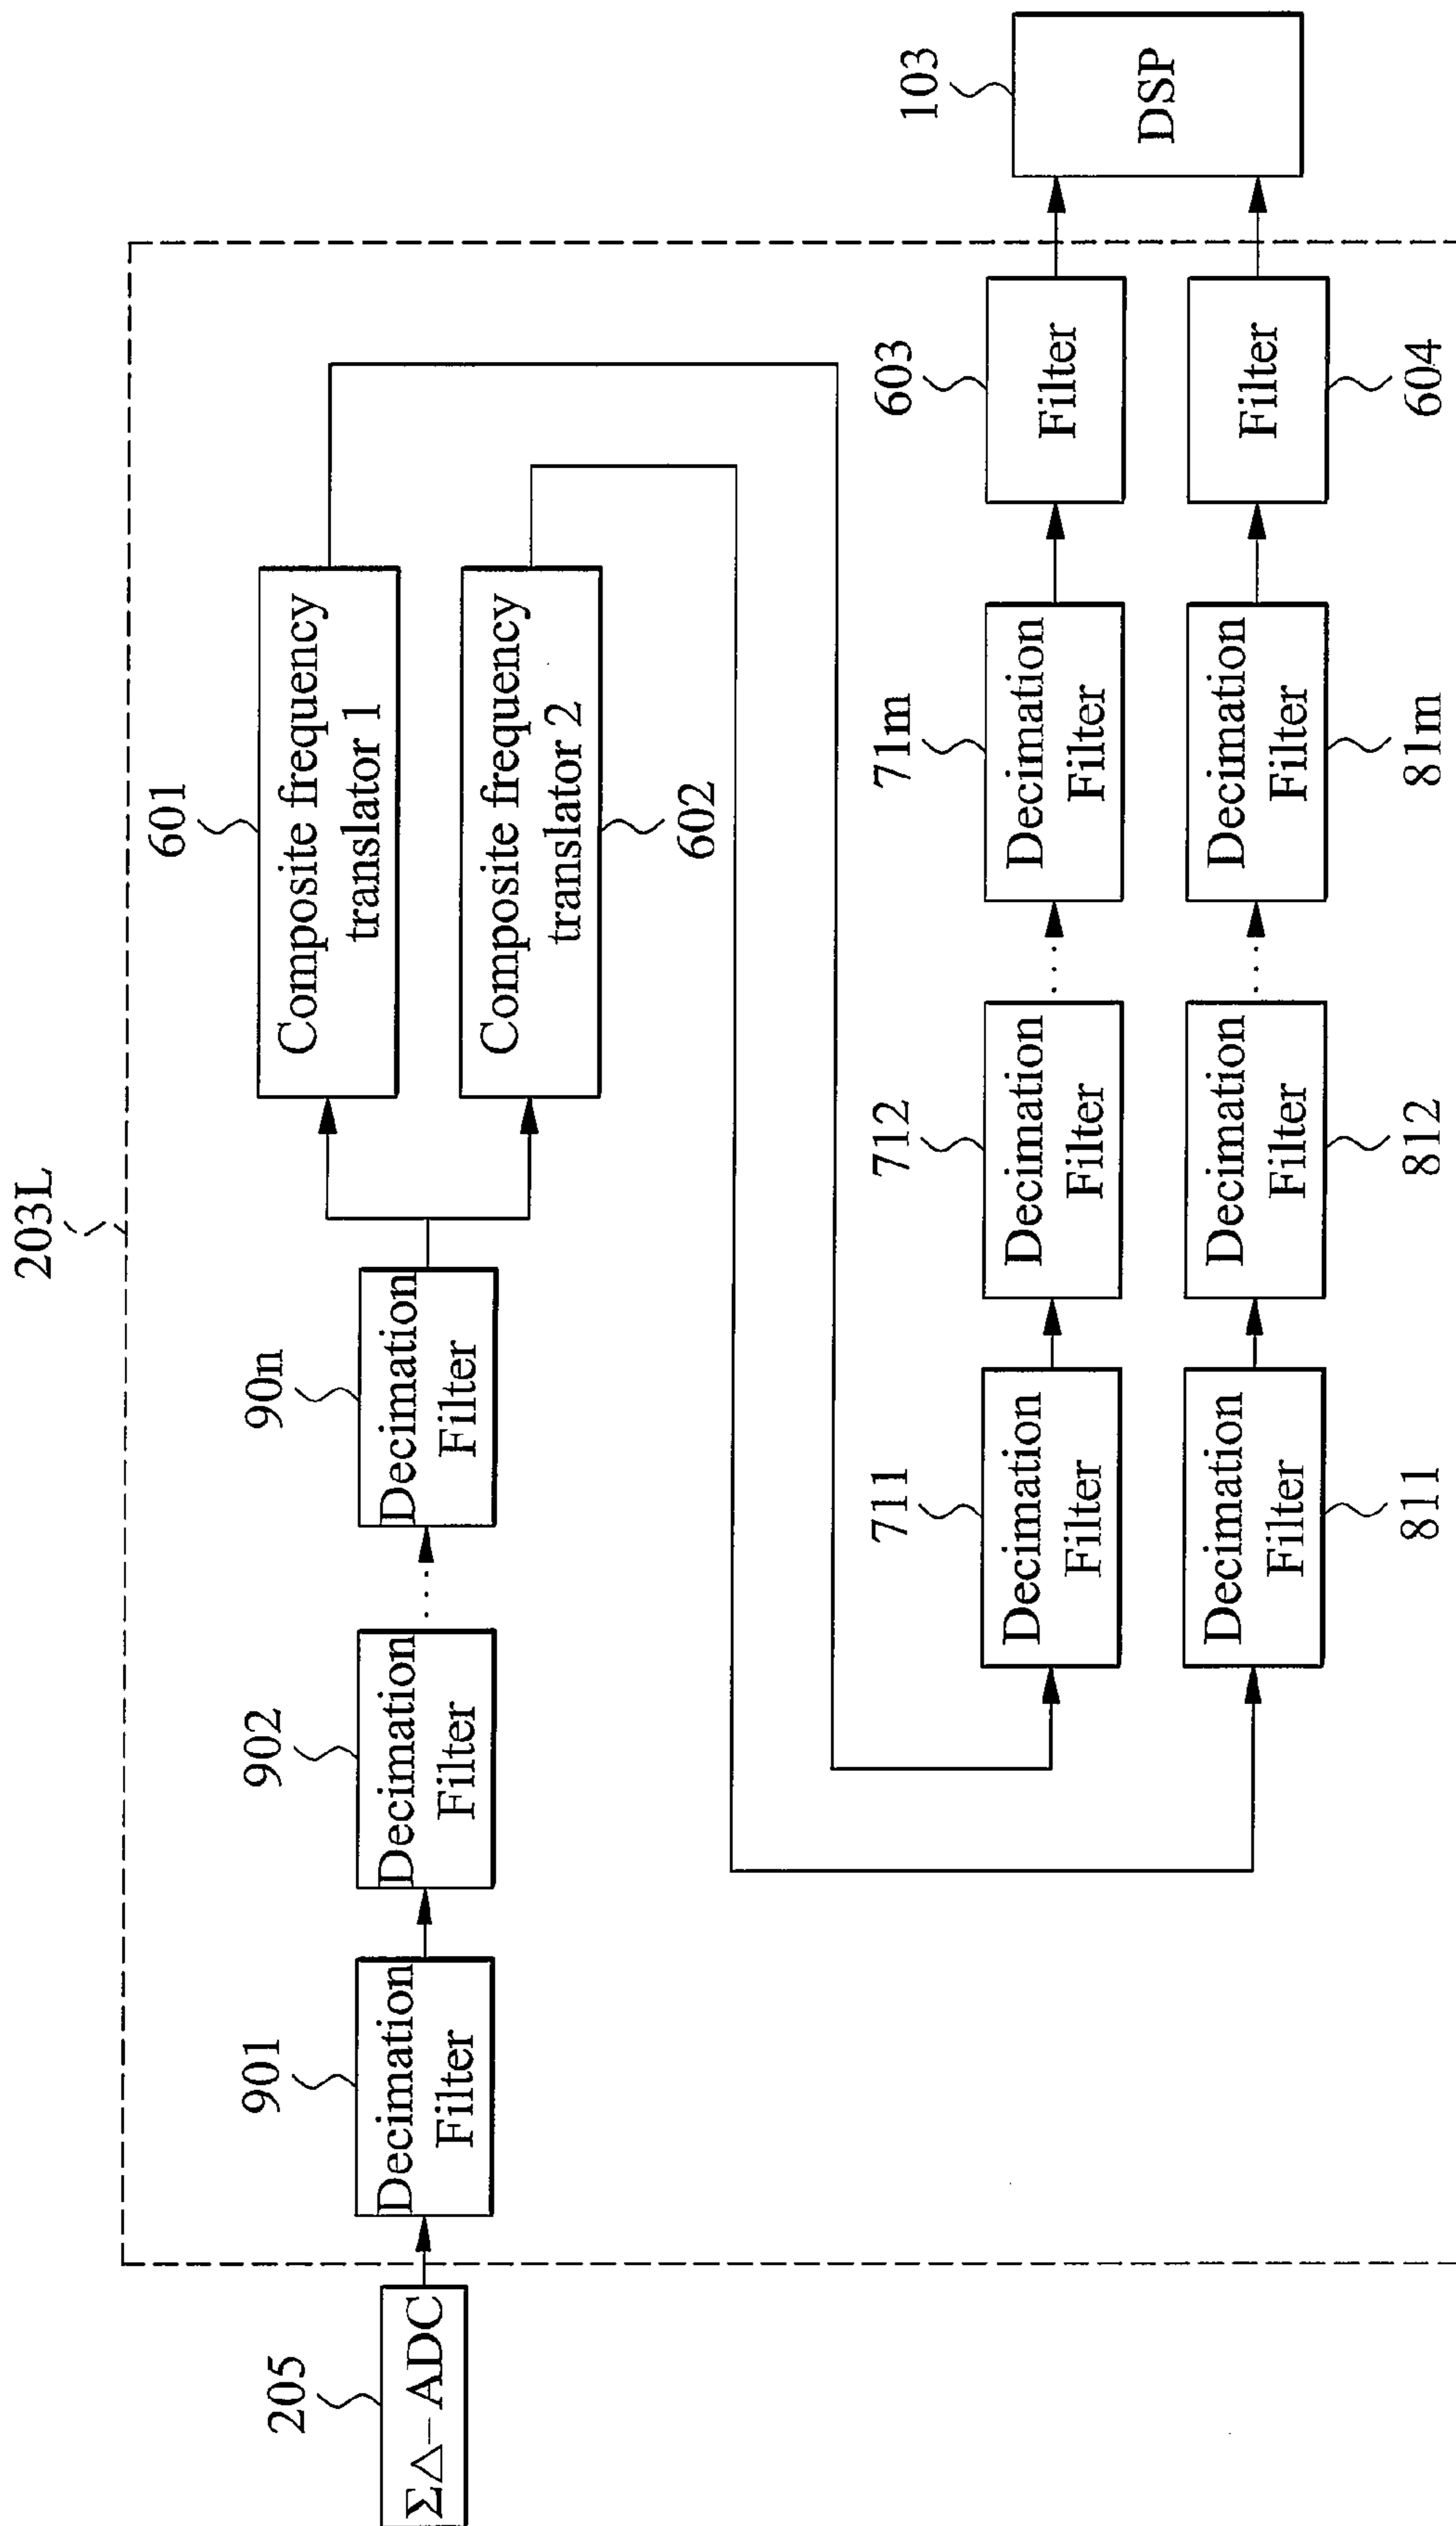 203L
205
ΣΔ−ADC
901
Decimation
Filter
902
Decimation
Filter
...
90n
Decimation
Filter
601
Composite frequency
translator 1
Composite frequency
translator 2
602
711
Decimation
Filter
712
Decimation
Filter
...
71m
Decimation
Filter
603
Filter
103
DSP
Decimation
Filter
811
Decimation
Filter
812
...
Decimation
Filter
81m
Filter
604